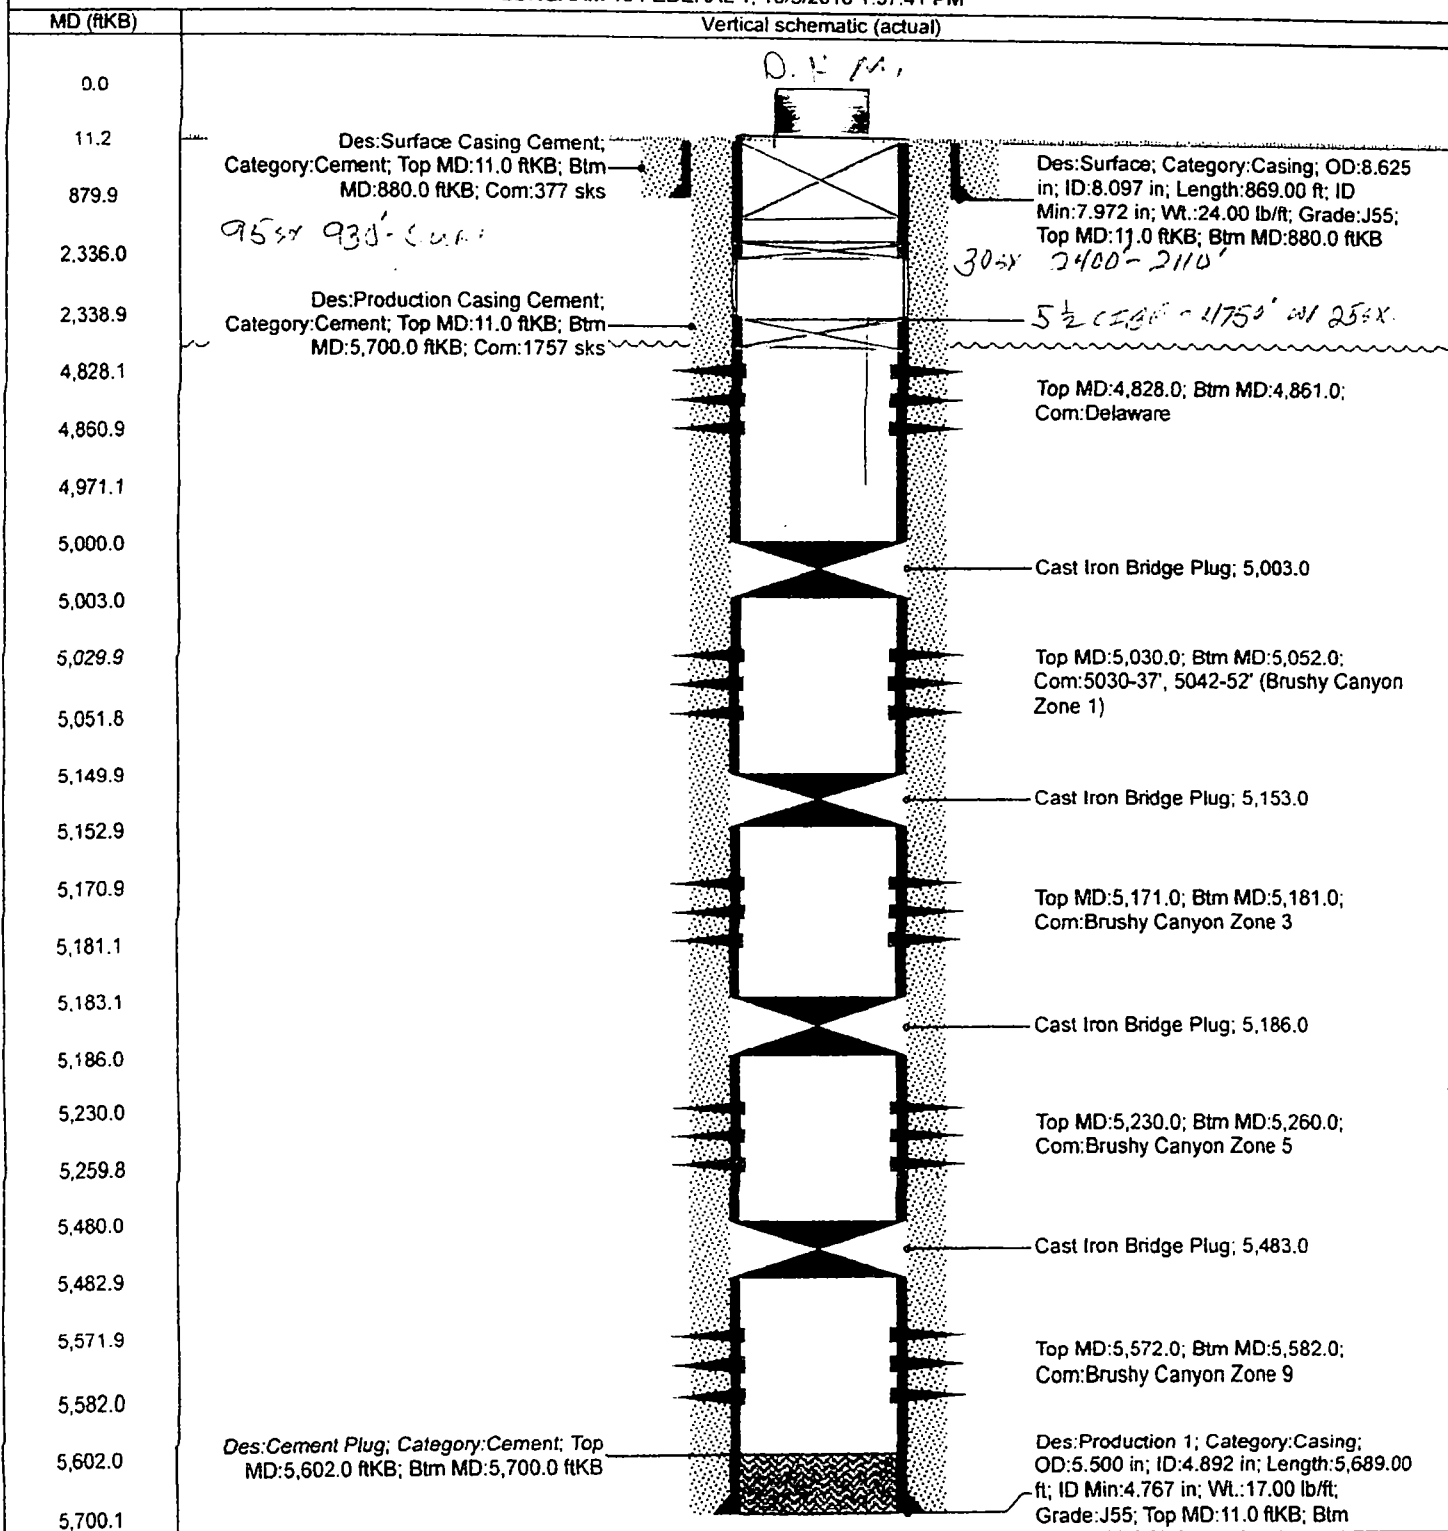 MD (ftKB)
Vertical schematic (actual)
D. H M.
0.0
11.2
879.9
2,336.0
2,338.9
4,828.1
4,860.9
4,971.1
5,000.0
5,003.0
5,029.9
5,051.8
5,149.9
5,152.9
5,170.9
5,181.1
5,183.1
5,186.0
5,230.0
5,259.8
5,480.0
5,482.9
5,571.9
5,582.0
5,602.0
5,700.1
Des:Surface Casing Cement;
Category:Cement; Top MD:11.0 ftKB; Btm
MD:880.0 ftKB; Com:377 sks
95sx 930'-
Des:Production Casing Cement;
Category:Cement; Top MD:11.0 ftKB; Btm
MD:5,700.0 ftKB; Com:1757 sks
Des:Cement Plug; Category:Cement; Top
MD:5,602.0 ftKB; Btm MD:5,700.0 ftKB
Des:Surface; Category:Casing; OD:8.625
in; ID:8.097 in; Length:869.00 ft; ID
Min:7.972 in; Wt.:24.00 lb/ft; Grade:J55;
Top MD:11.0 ftKB; Btm MD:880.0 ftKB
30sx 2400'-2110'
5½ CIBP - 4750' w/ 25sx.
Top MD:4,828.0; Btm MD:4,861.0;
Com:Delaware
Cast Iron Bridge Plug; 5,003.0
Top MD:5,030.0; Btm MD:5,052.0;
Com:5030-37', 5042-52' (Brushy Canyon
Zone 1)
Cast Iron Bridge Plug; 5,153.0
Top MD:5,171.0; Btm MD:5,181.0;
Com:Brushy Canyon Zone 3
Cast Iron Bridge Plug; 5,186.0
Top MD:5,230.0; Btm MD:5,260.0;
Com:Brushy Canyon Zone 5
Cast Iron Bridge Plug; 5,483.0
Top MD:5,572.0; Btm MD:5,582.0;
Com:Brushy Canyon Zone 9
Des:Production 1; Category:Casing;
OD:5.500 in; ID:4.892 in; Length:5,689.00
ft; ID Min:4.767 in; Wt.:17.00 lb/ft;
Grade:J55; Top MD:11.0 ftKB; Btm